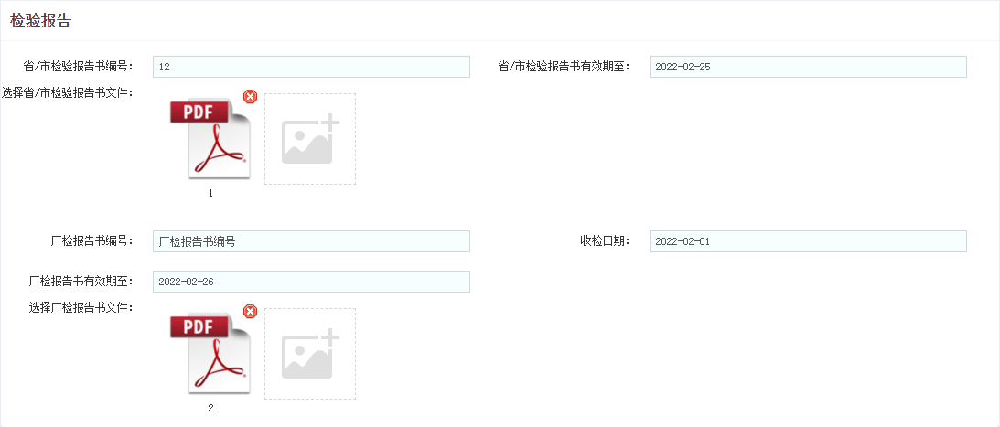 检验报告
省/市检验报告书编号： 12 省/市检验报告书有效期至： 2022-02-25
选择省/市检验报告书文件：
PDF
1
厂检报告书编号： 厂检报告书编号 收检日期： 2022-02-01
厂检报告书有效期至： 2022-02-26
选择厂检报告书文件：
PDF
2